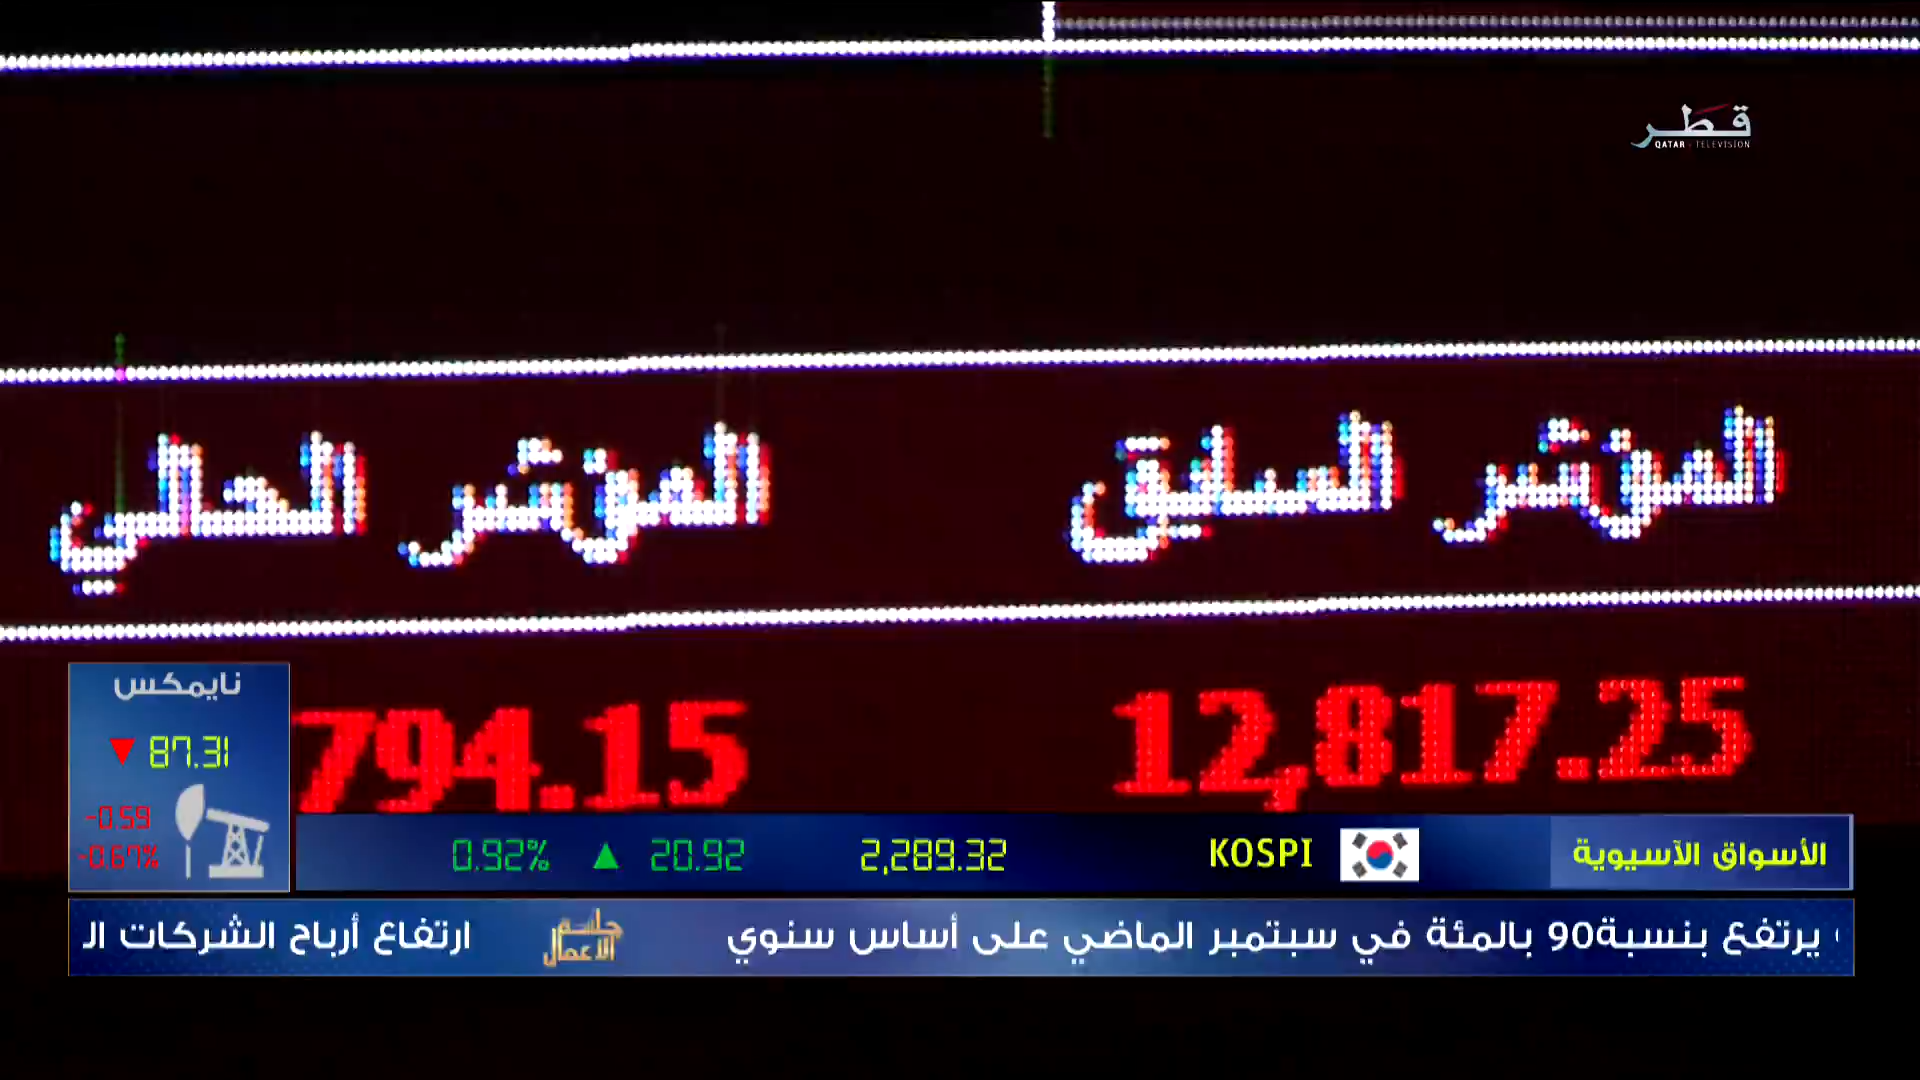 قطر
QATAR TELEVISION
المؤشر السابق المؤشر الحالي
12,817.25 794.15
نايمكس
87.31
-0.59
-0.67%
الأسواق الآسيوية KOSPI 2,289.32 20.92 ▲ 0.92%
يرتفع بنسبة90 بالمئة في سبتمبر الماضي على أساس سنوي جلسة الأعمال ارتفاع أرباح الشركات الـ